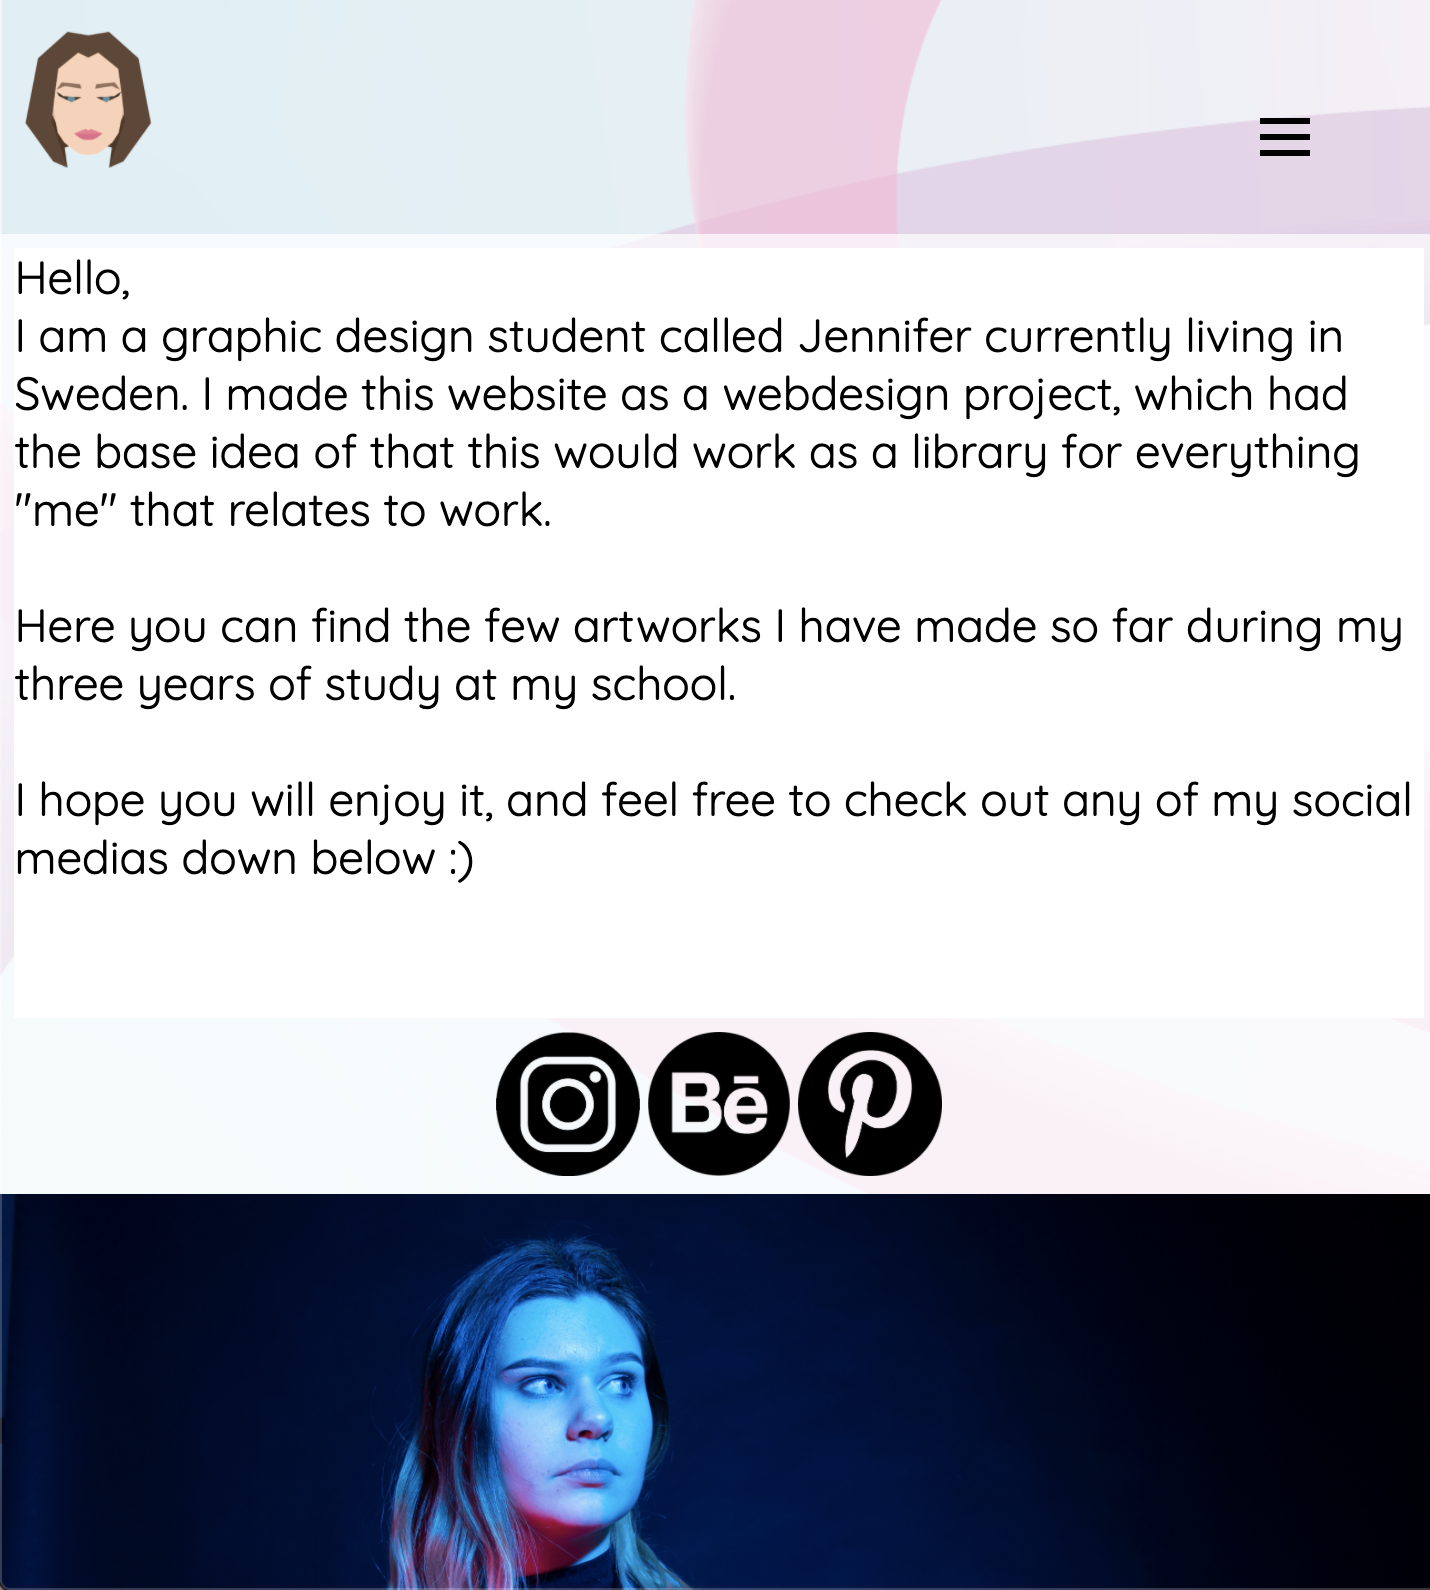 Hello,
I am a graphic design student called Jennifer currently living in
Sweden. I made this website as a webdesign project, which had
the base idea of that this would work as a library for everything
"me" that relates to work.
Here you can find the few artworks I have made so far during my
three years of study at my school.
I hope you will enjoy it, and feel free to check out any of my social
medias down below :)
Bē